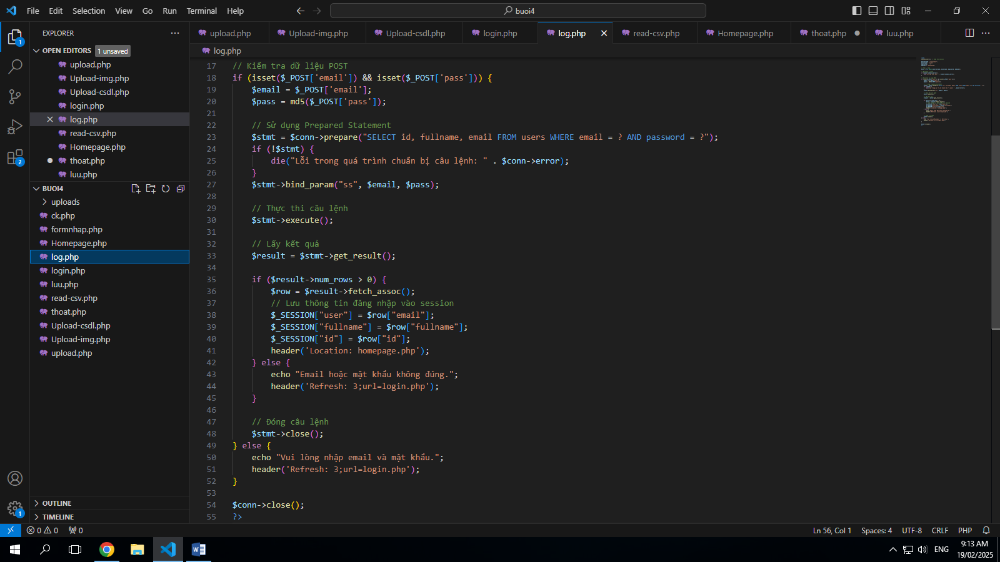 File Edit Selection View Go Run Terminal Help
buoi4
EXPLORER
upload.php Upload-img.php Upload-csdl.php login.php log.php read-csv.php Homepage.php thoat.php luu.php
OPEN EDITORS 1 unsaved
upload.php
Upload-img.php
Upload-csdl.php
login.php
log.php
read-csv.php
Homepage.php
thoat.php
luu.php
BUOI4
uploads
ck.php
formnhap.php
Homepage.php
log.php
login.php
luu.php
read-csv.php
thoat.php
Upload-csdl.php
Upload-img.php
upload.php
OUTLINE
TIMELINE
1
2
1
log.php
17 // Kiểm tra dữ liệu POST
18 if (isset($_POST['email']) && isset($_POST['pass'])) {
19 $email = $_POST['email'];
20 $pass = md5($_POST['pass']);
21
22 // Sử dụng Prepared Statement
23 $stmt = $conn->prepare("SELECT id, fullname, email FROM users WHERE email = ? AND password = ?");
24 if (!$stmt) {
25 die("Lỗi trong quá trình chuẩn bị câu lệnh: " . $conn->error);
26 }
27 $stmt->bind_param("ss", $email, $pass);
28
29 // Thực thi câu lệnh
30 $stmt->execute();
31
32 // Lấy kết quả
33 $result = $stmt->get_result();
34
35 if ($result->num_rows > 0) {
36 $row = $result->fetch_assoc();
37 // Lưu thông tin đăng nhập vào session
38 $_SESSION["user"] = $row["email"];
39 $_SESSION["fullname"] = $row["fullname"];
40 $_SESSION["id"] = $row["id"];
41 header('Location: homepage.php');
42 } else {
43 echo "Email hoặc mật khẩu không đúng.";
44 header('Refresh: 3;url=login.php');
45 }
46
47 // Đóng câu lệnh
48 $stmt->close();
49 } else {
50 echo "Vui lòng nhập email và mật khẩu.";
51 header('Refresh: 3;url=login.php');
52 }
53
54 $conn->close();
55 ?>
0 0 0
Ln 56, Col 1 Spaces: 4 UTF-8 CRLF PHP
ENG
9:13 AM
19/02/2025